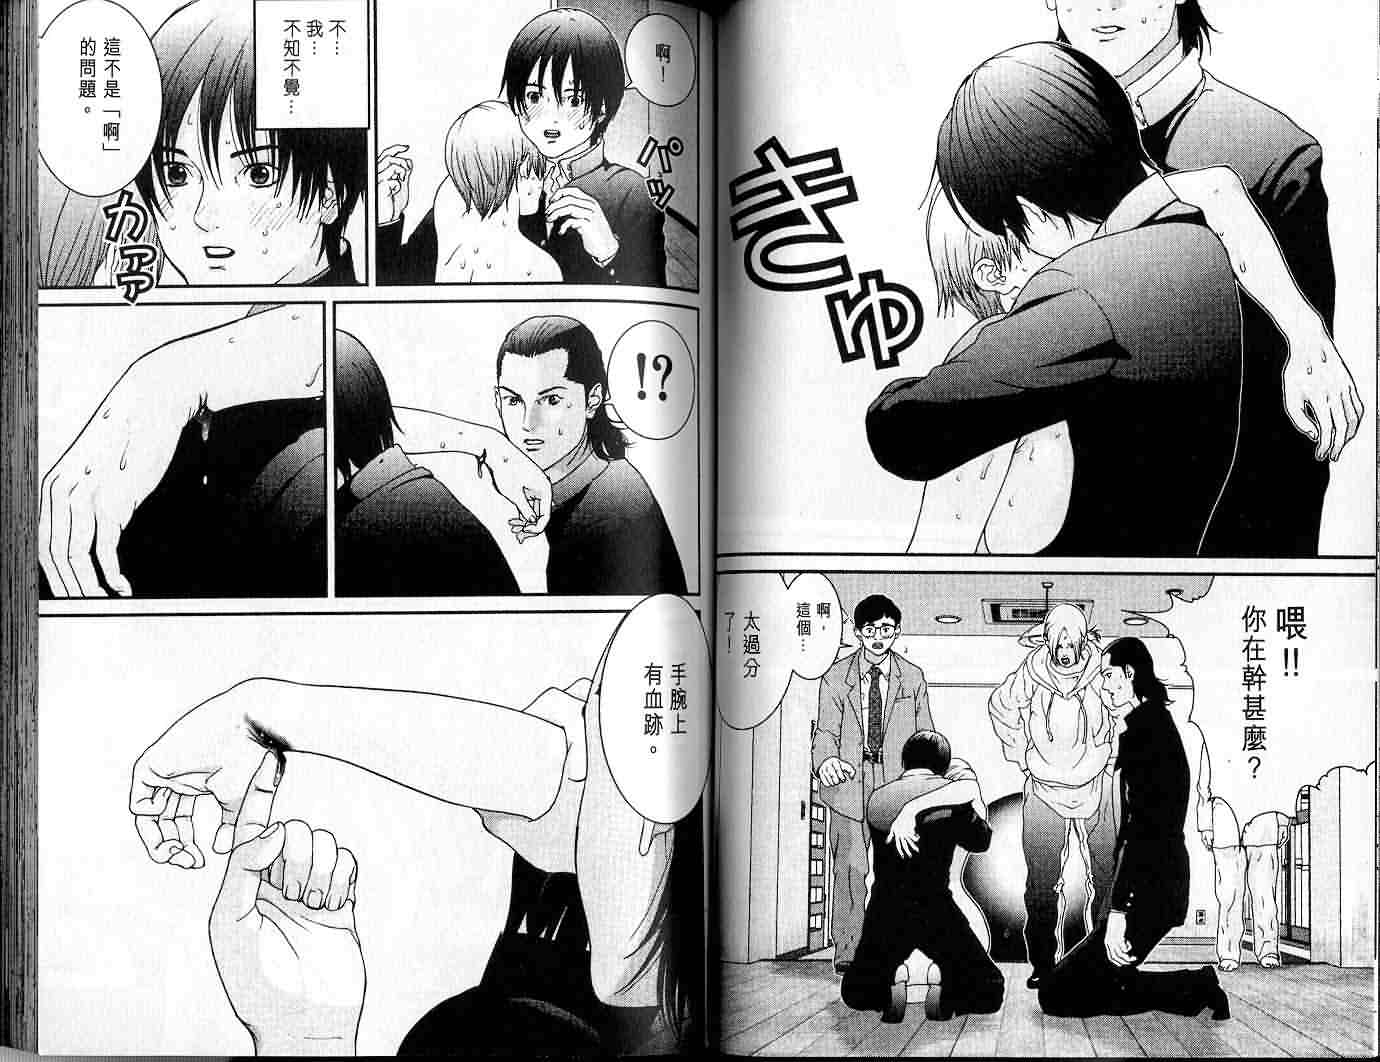 きゅ
喂!!
你在幹甚麼?
啊,
這個…
太過分
了!
啊!
パッ
不…
我…
不知不覺…
這不是「啊」
的問題。
カアア
!?
手腕上
有血跡。